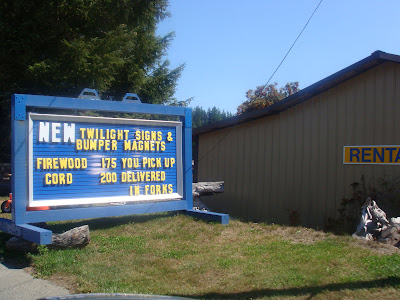 NEW TWILIGHT SIGNS &
BUMPER MAGNETS
FIREWOOD 175 YOU PICK UP
CORD 200 DELIVERED
IN FORKS
RENTA